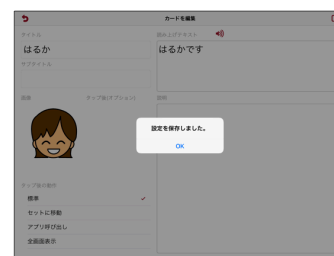 カードを編集
タイトル
読み上げテキスト
はるか
はるかです
サブタイトル
画像
タップ後(オプション)
説明
設定を保存しました。
OK
タップ後の動作
標準
セットに移動
アプリ呼び出し
全画面表示